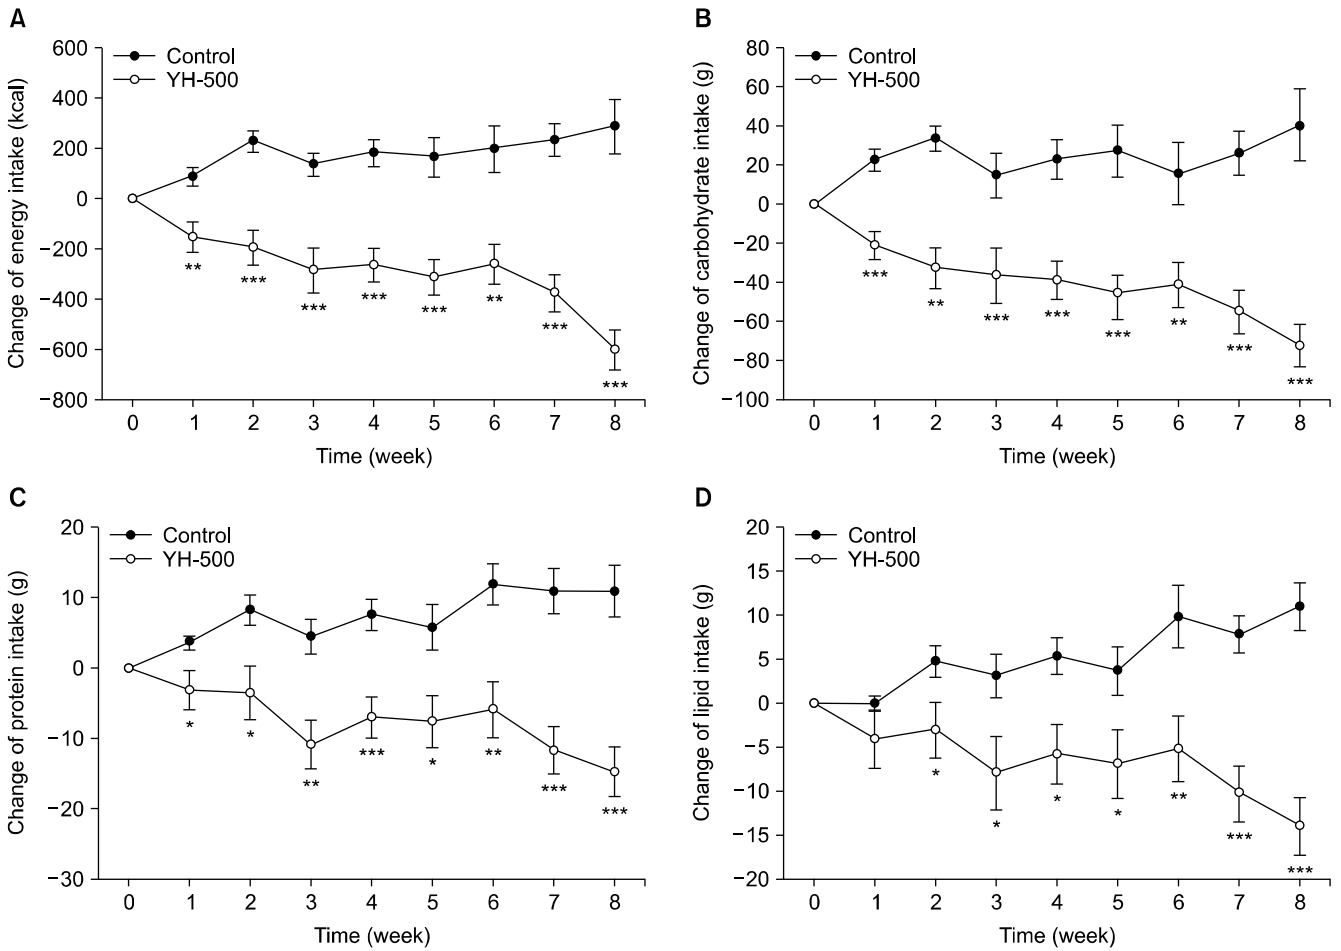 A
Change of energy intake (kcal)
600
400
200
0
−200
−400
−600
−800
Control
YH-500
** *** *** *** *** ** *** ***
0 1 2 3 4 5 6 7 8
Time (week)
B
Change of carbohydrate intake (g)
80
60
40
20
0
−20
−40
−60
−80
−100
Control
YH-500
*** ** *** *** *** ** *** ***
0 1 2 3 4 5 6 7 8
Time (week)
C
Change of protein intake (g)
20
10
0
−10
−20
−30
Control
YH-500
* * ** *** * ** *** ***
0 1 2 3 4 5 6 7 8
Time (week)
D
Change of lipid intake (g)
20
15
10
5
0
−5
−10
−15
−20
Control
YH-500
* * * * ** *** ***
0 1 2 3 4 5 6 7 8
Time (week)